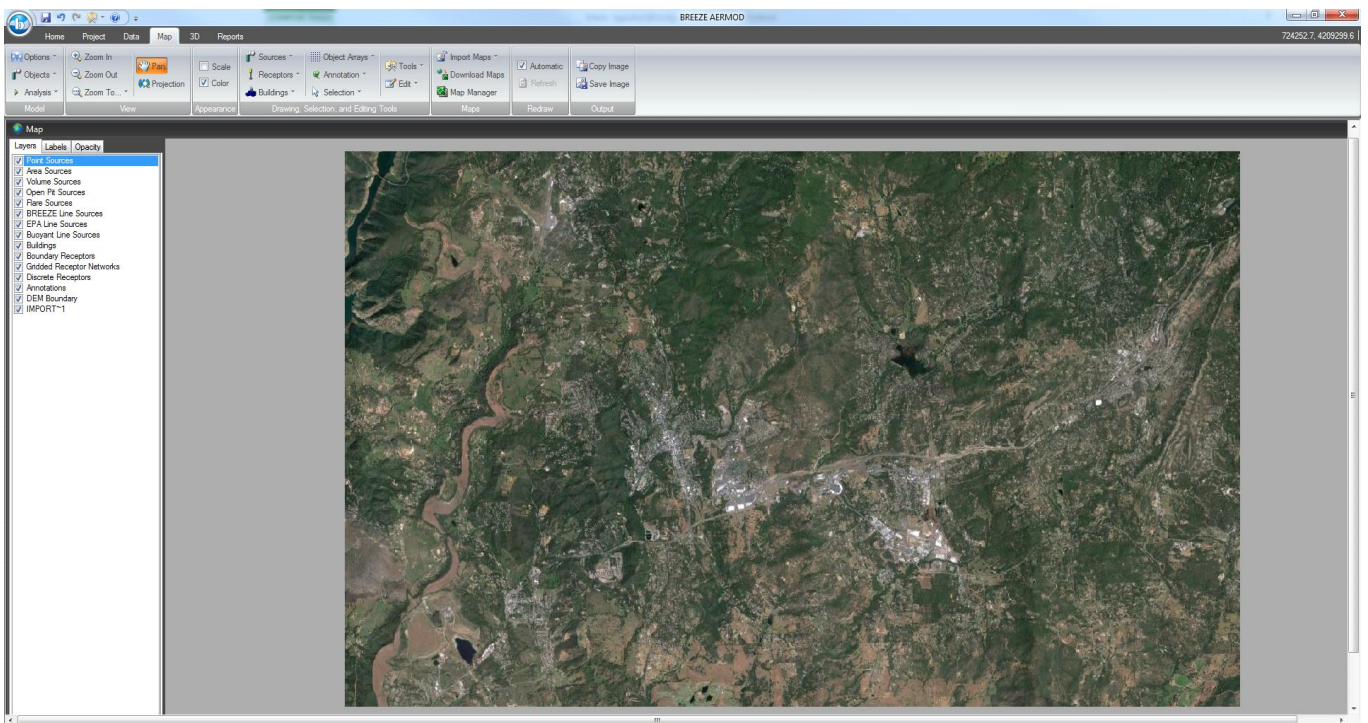 BREEZE AERMOD
Home Project Data Map 3D Reports
724252.7, 4209299.6
Options Zoom In Pan Scale Sources Object Arrays Tools Import Maps Automatic Copy Image
Objects Zoom Out Projection Color Receptors Annotation Edit Download Maps Refresh Save Image
Analysis Zoom To... Buildings Selection Map Manager
Model View Appearance Drawing, Selection, and Editing Tools Maps Redraw Output
Map
Layers Labels Opacity
Point Sources
Area Sources
Volume Sources
Open Pit Sources
Flare Sources
BREEZE Line Sources
EPA Line Sources
Buoyant Line Sources
Buildings
Boundary Receptors
Gridded Receptor Networks
Discrete Receptors
Annotations
DEM Boundary
IMPORT~1